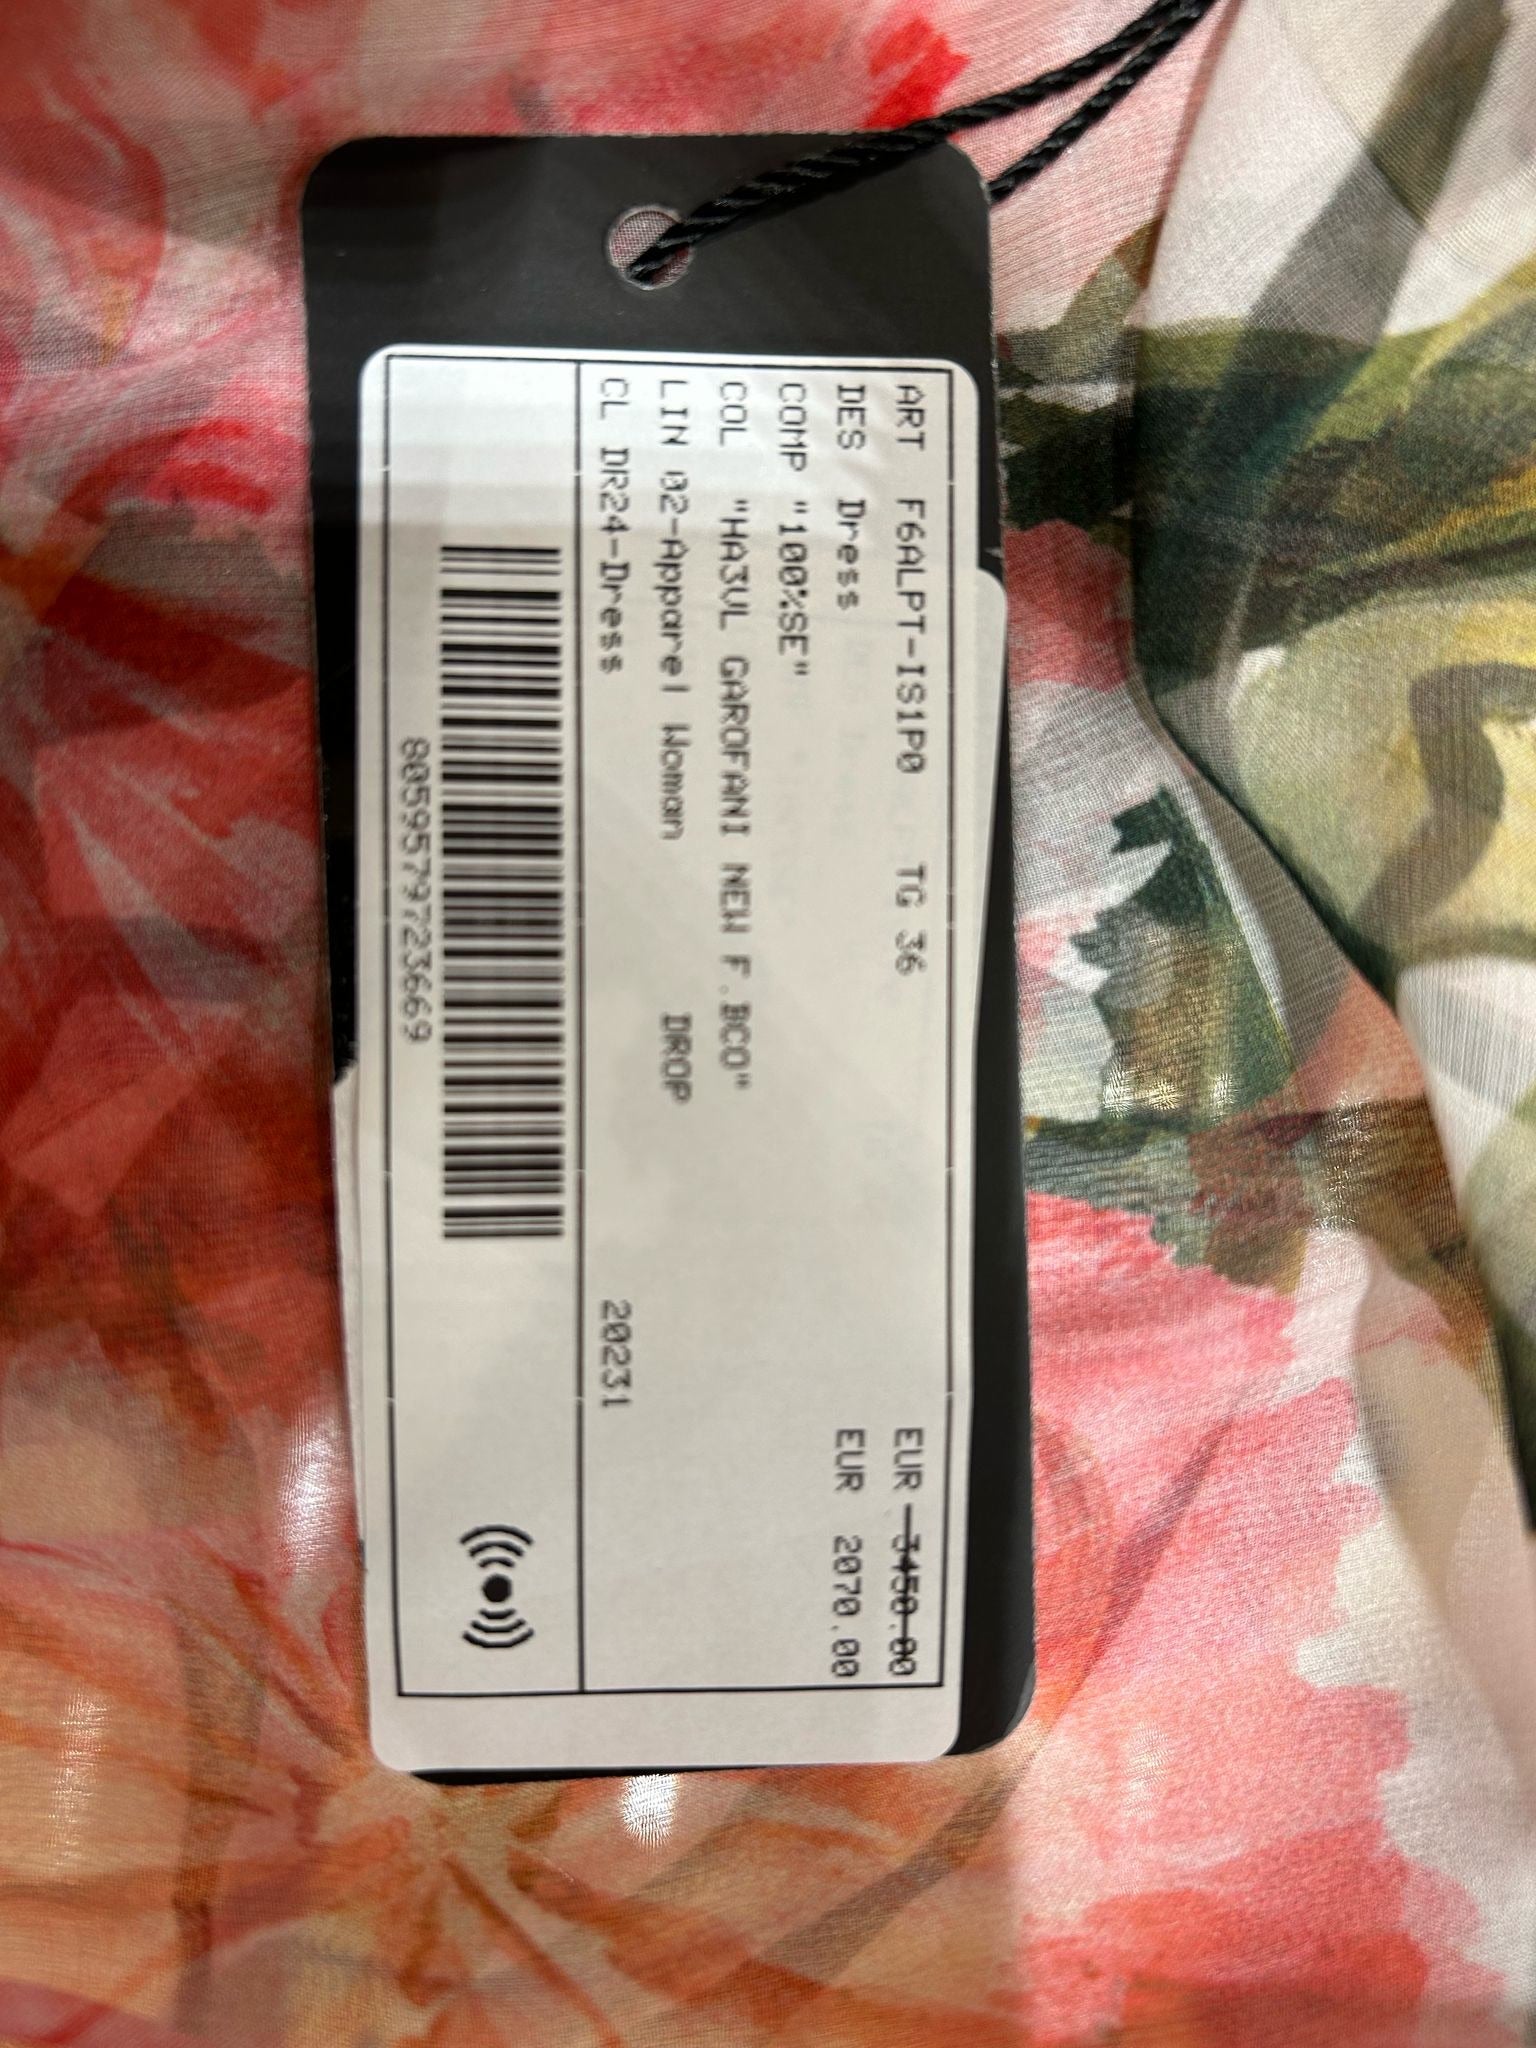 ART F6ALPT-IS1P0 TG 36 EUR 3450.00
DES Dress EUR 2070.00
COMP "100%SE"
COL "HA3VL GAROFANI NEW F.BCO"
LIN 02-Apparel Woman DROP
CL DR24-Dress 20231
8059579723669